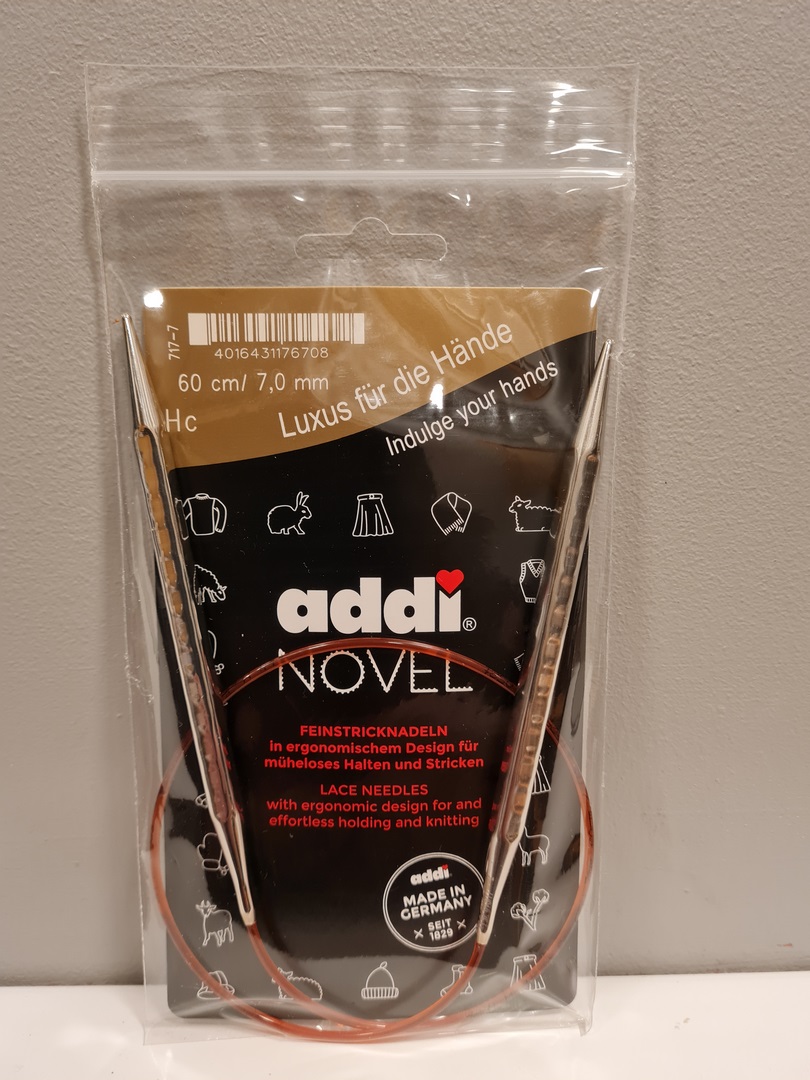 717-7
4016431176708
60 cm/ 7,0 mm
Hc
Luxus für die Hände
Indulge your hands
addi®
NOVEL
FEINSTRICKNADELN
in ergonomischem Design für
müheloses Halten und Stricken
LACE NEEDLES
with ergonomic design for and
effortless holding and knitting
addi
MADE IN
GERMANY
× SEIT ×
1829